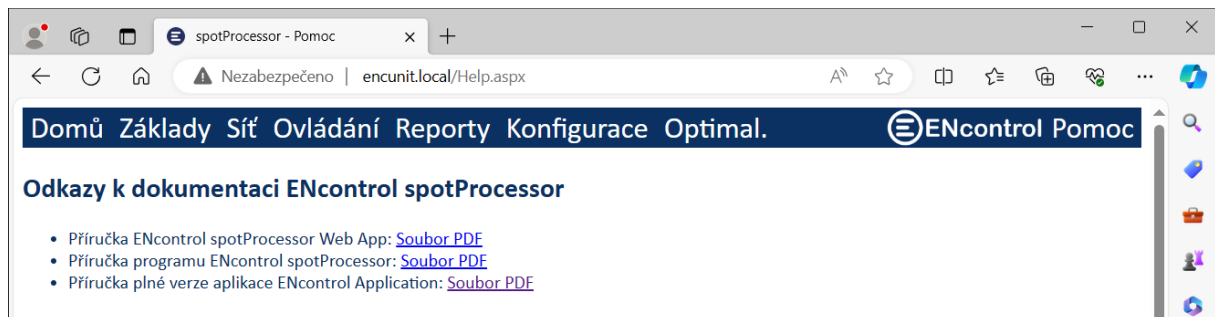 spotProcessor - Pomoc
Nezabezpečeno | encunit.local/Help.aspx
Domů Základy Síť Ovládání Reporty Konfigurace Optimal. ENcontrol Pomoc
Odkazy k dokumentaci ENcontrol spotProcessor
• Příručka ENcontrol spotProcessor Web App: Soubor PDF
• Příručka programu ENcontrol spotProcessor: Soubor PDF
• Příručka plné verze aplikace ENcontrol Application: Soubor PDF